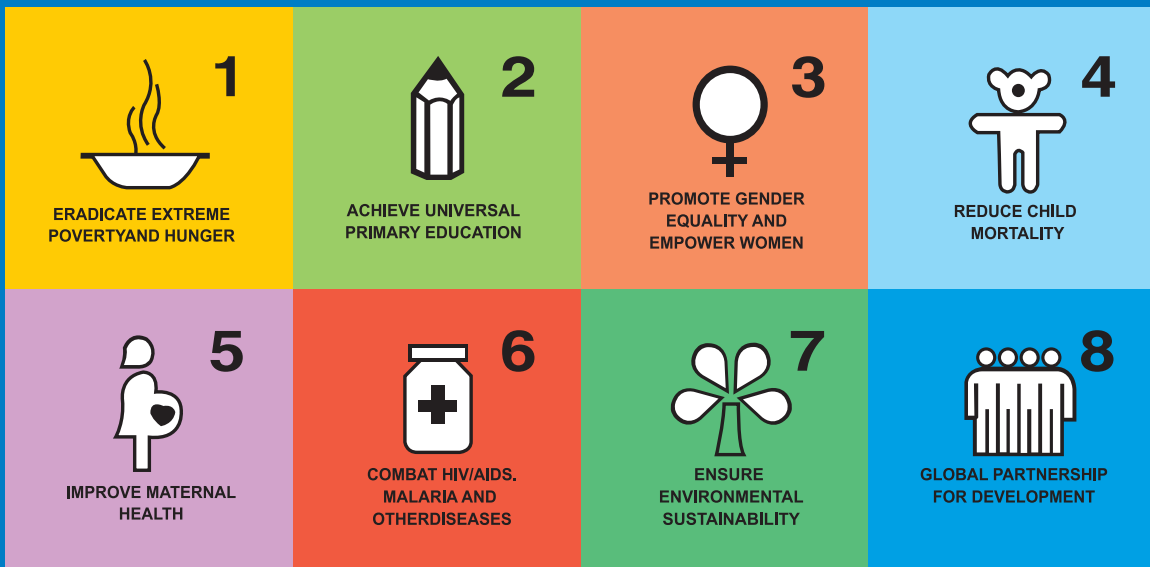 1
ERADICATE EXTREME
POVERTYAND HUNGER
2
ACHIEVE UNIVERSAL
PRIMARY EDUCATION
3
PROMOTE GENDER
EQUALITY AND
EMPOWER WOMEN
4
REDUCE CHILD
MORTALITY
5
IMPROVE MATERNAL
HEALTH
6
COMBAT HIV/AIDS.
MALARIA AND
OTHERDISEASES
7
ENSURE
ENVIRONMENTAL
SUSTAINABILITY
8
GLOBAL PARTNERSHIP
FOR DEVELOPMENT